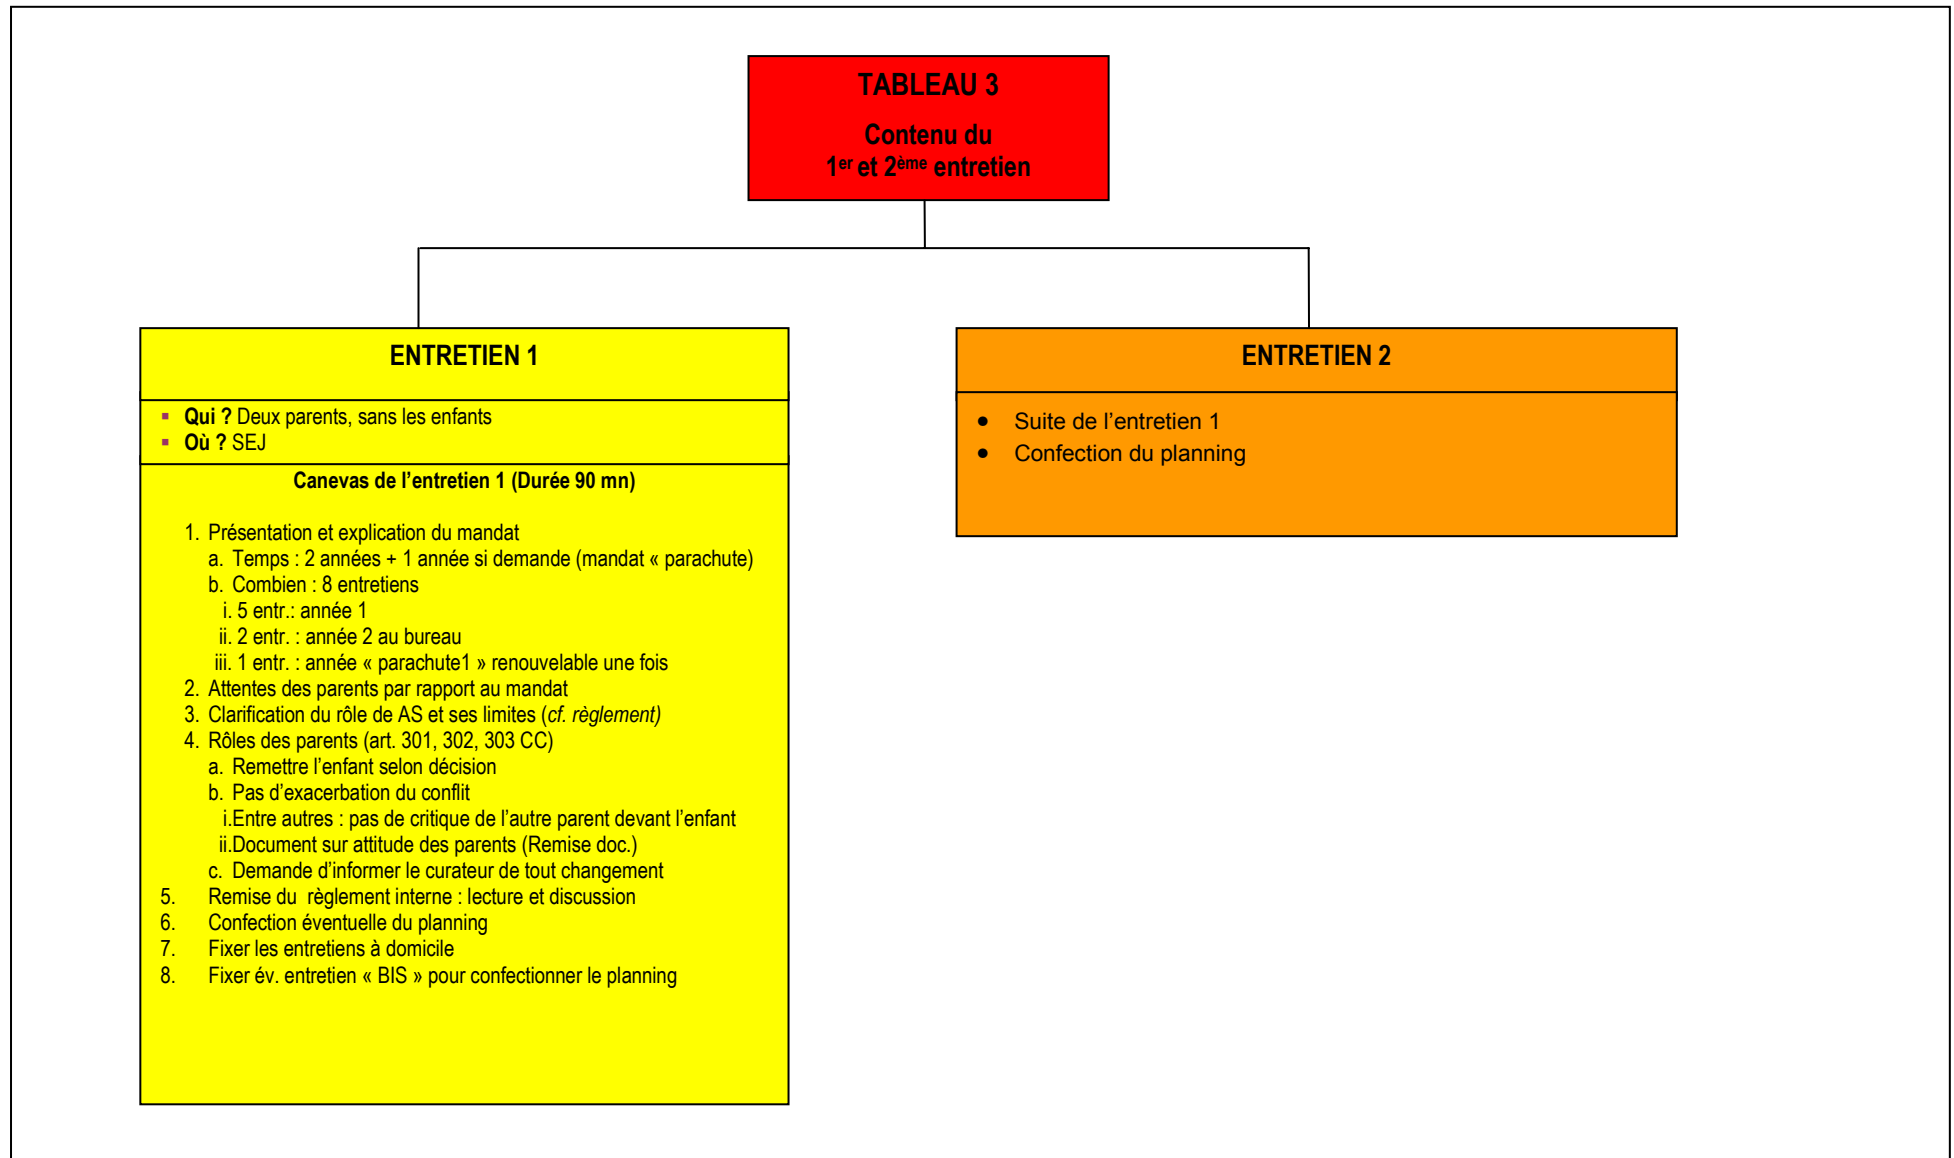 TABLEAU 3
Contenu du
1er et 2ème entretien
ENTRETIEN 1
▪ Qui ? Deux parents, sans les enfants
▪ Où ? SEJ
Canevas de l’entretien 1 (Durée 90 mn)
1. Présentation et explication du mandat
a. Temps : 2 années + 1 année si demande (mandat « parachute)
b. Combien : 8 entretiens
i. 5 entr.: année 1
ii. 2 entr. : année 2 au bureau
iii. 1 entr. : année « parachute1 » renouvelable une fois
2. Attentes des parents par rapport au mandat
3. Clarification du rôle de AS et ses limites (cf. règlement)
4. Rôles des parents (art. 301, 302, 303 CC)
a. Remettre l’enfant selon décision
b. Pas d’exacerbation du conflit
i.Entre autres : pas de critique de l’autre parent devant l’enfant
ii.Document sur attitude des parents (Remise doc.)
c. Demande d’informer le curateur de tout changement
5. Remise du règlement interne : lecture et discussion
6. Confection éventuelle du planning
7. Fixer les entretiens à domicile
8. Fixer év. entretien « BIS » pour confectionner le planning
ENTRETIEN 2
• Suite de l’entretien 1
• Confection du planning